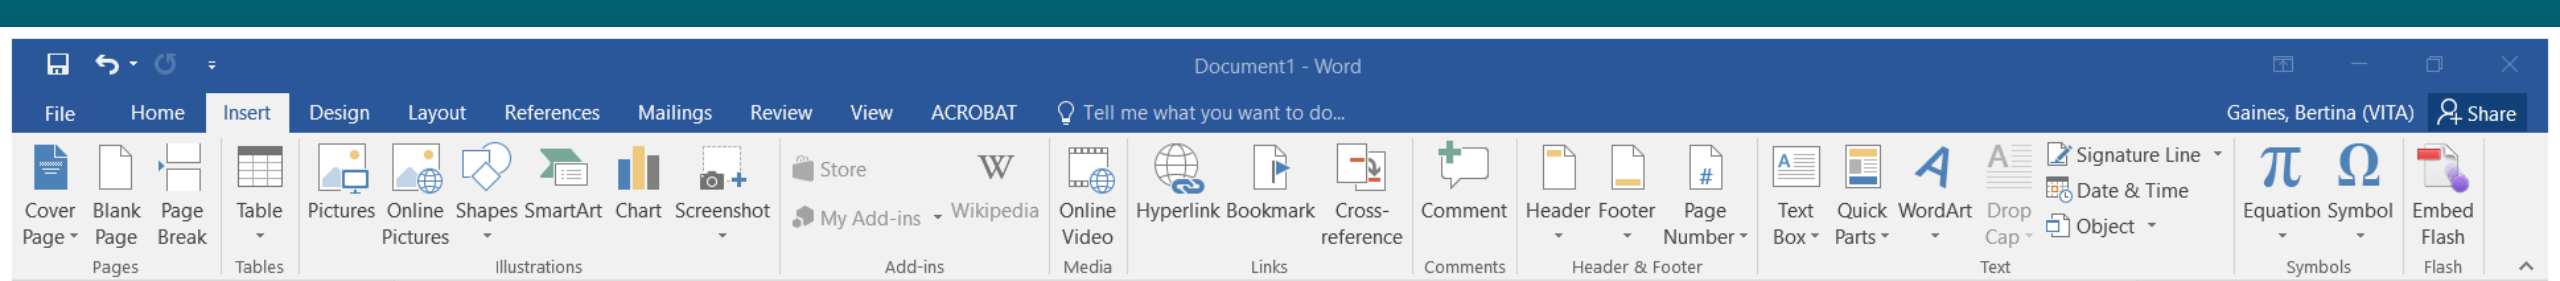 Document1 - Word
File Home Insert Design Layout References Mailings Review View ACROBAT Tell me what you want to do... Gaines, Bertina (VITA) Share
Cover Page
Blank Page
Page Break
Pages
Table
Tables
Pictures
Online Pictures
Shapes
SmartArt
Chart
Screenshot
Illustrations
Store
My Add-ins
W
Wikipedia
Add-ins
Online Video
Media
Hyperlink
Bookmark
Cross-reference
Links
Comment
Comments
Header
Footer
#
Page Number
Header & Footer
A
Text Box
Quick Parts
A
WordArt
A
Drop Cap
Signature Line
Date & Time
Object
Text
π
Equation
Ω
Symbol
Symbols
Embed Flash
Flash